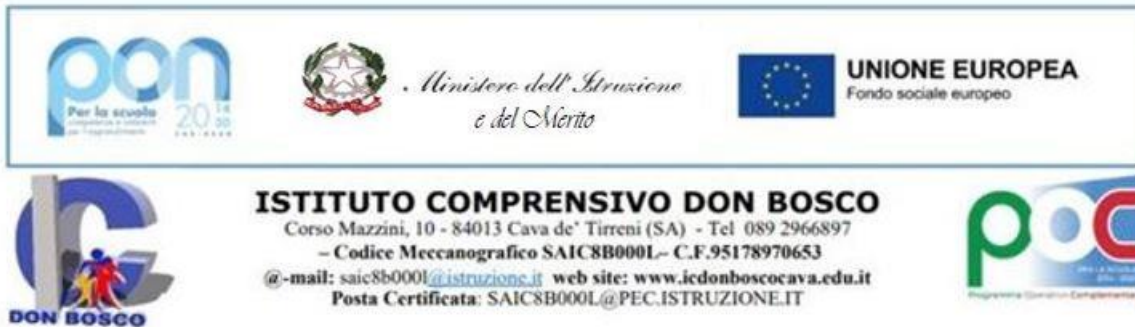 pon
Per la scuola
Ministero dell'Istruzione
e del Merito
UNIONE EUROPEA
Fondo sociale europeo
DON BOSCO
ISTITUTO COMPRENSIVO DON BOSCO
Corso Mazzini, 10 - 84013 Cava de' Tirreni (SA) - Tel 089 2966897
– Codice Meccanografico SAIC8B000L– C.F.95178970653
@-mail: saic8b000l@istruzione.it web site: www.icdonboscocava.edu.it
Posta Certificata: SAIC8B000L@PEC.ISTRUZIONE.IT